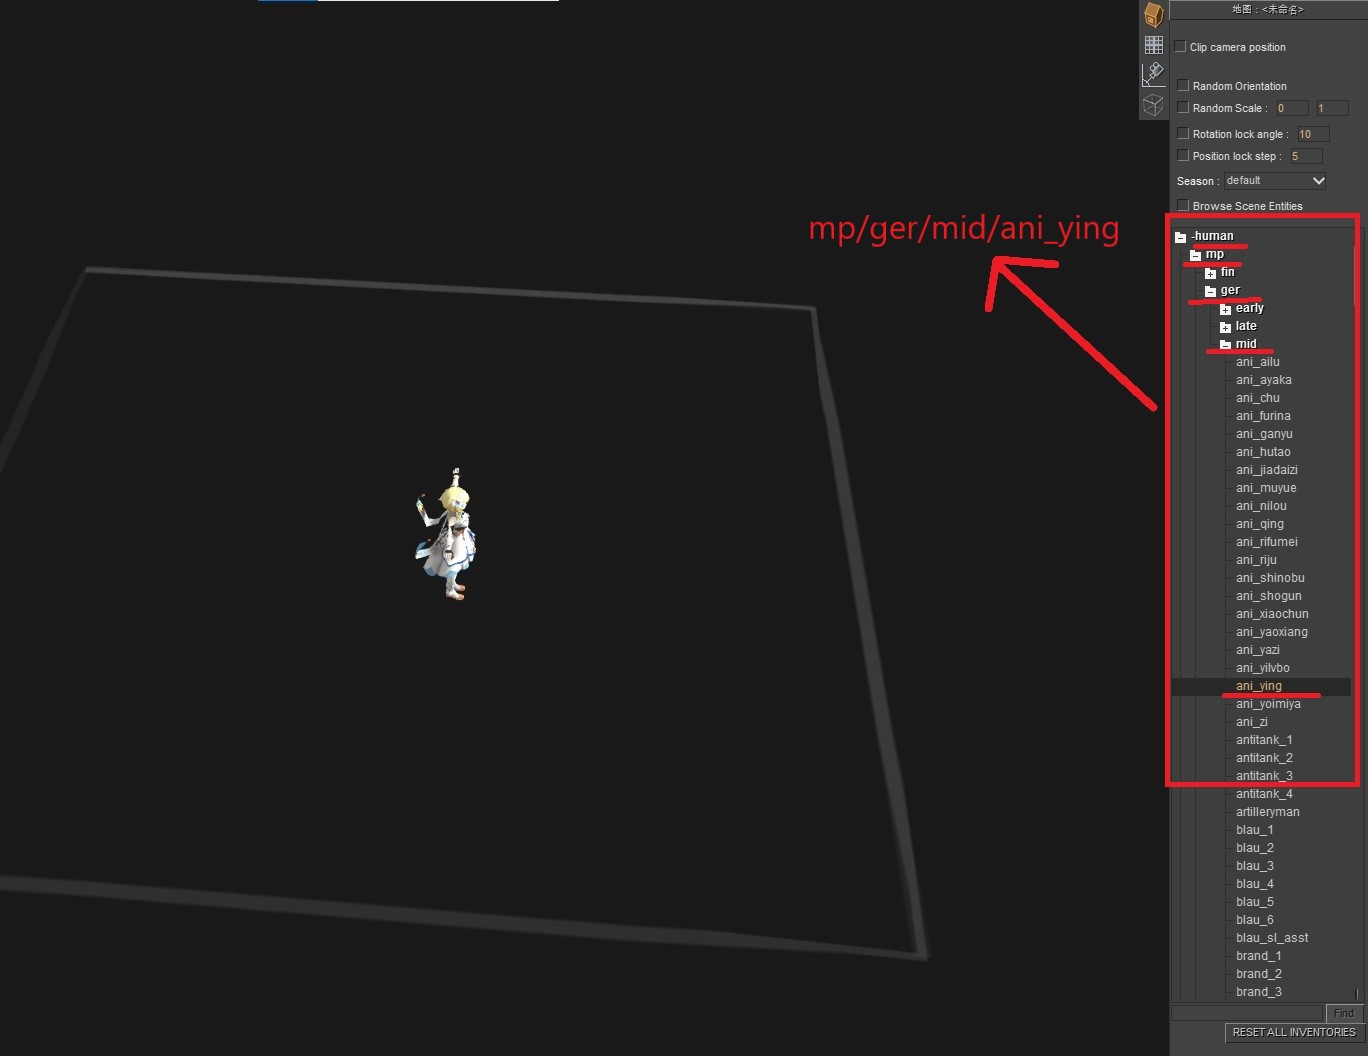 地图：<未命名>
Clip camera position
Random Orientation
Random Scale : 0 1
Rotation lock angle : 10
Position lock step : 5
Season : default
Browse Scene Entities
mp/ger/mid/ani_ying
-human
mp
fin
ger
early
late
mid
ani_ailu
ani_ayaka
ani_chu
ani_furina
ani_ganyu
ani_hutao
ani_jiadaizi
ani_muyue
ani_nilou
ani_qing
ani_rifumei
ani_riju
ani_shinobu
ani_shogun
ani_xiaochun
ani_yaoxiang
ani_yazi
ani_yilvbo
ani_ying
ani_yoimiya
ani_zi
antitank_1
antitank_2
antitank_3
antitank_4
artilleryman
blau_1
blau_2
blau_3
blau_4
blau_5
blau_6
blau_sl_asst
brand_1
brand_2
brand_3
Find
RESET ALL INVENTORIES